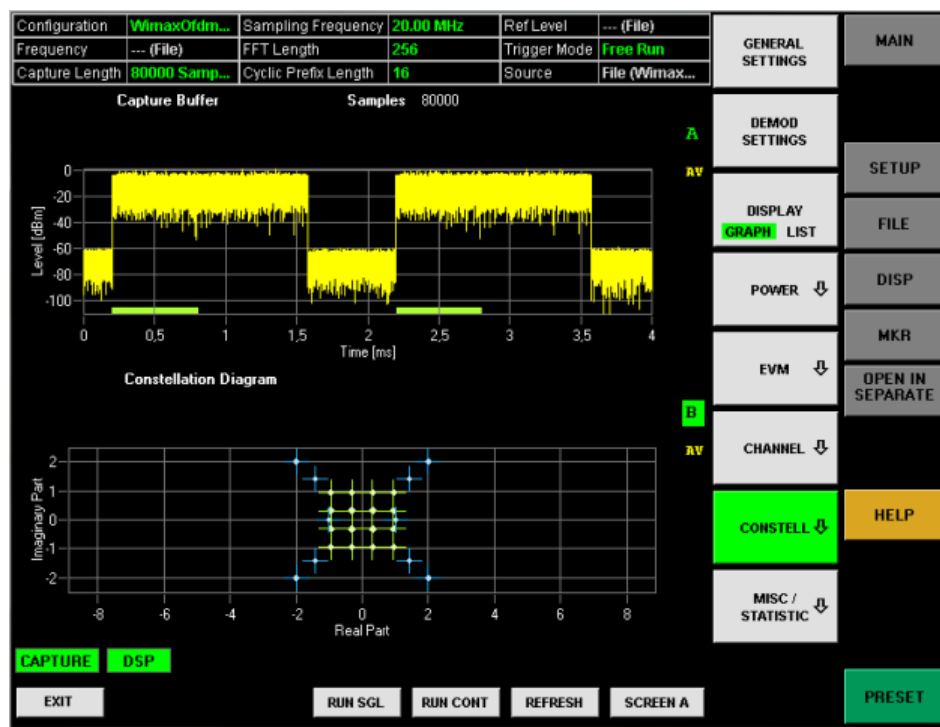 Configuration WimaxOfdm... Sampling Frequency 20.00 MHz Ref Level --- (File)
Frequency --- (File) FFT Length 256 Trigger Mode Free Run
Capture Length 80000 Samp... Cyclic Prefix Length 16 Source File (Wimax...
Capture Buffer Samples 80000
A
AV
0
-20
-40
-60
-80
-100
Level [dBm]
0 0,5 1 1,5 2 2,5 3 3,5 4
Time [ms]
Constellation Diagram
B
AV
2
1
0
-1
-2
Imaginary Part
-8 -6 -4 -2 0 2 4 6 8
Real Part
CAPTURE DSP
EXIT RUN SGL RUN CONT REFRESH SCREEN A
GENERAL
SETTINGS
DEMOD
SETTINGS
DISPLAY
GRAPH LIST
POWER
EVM
CHANNEL
CONSTELL
MISC /
STATISTIC
MAIN
SETUP
FILE
DISP
MKR
OPEN IN
SEPARATE
HELP
PRESET